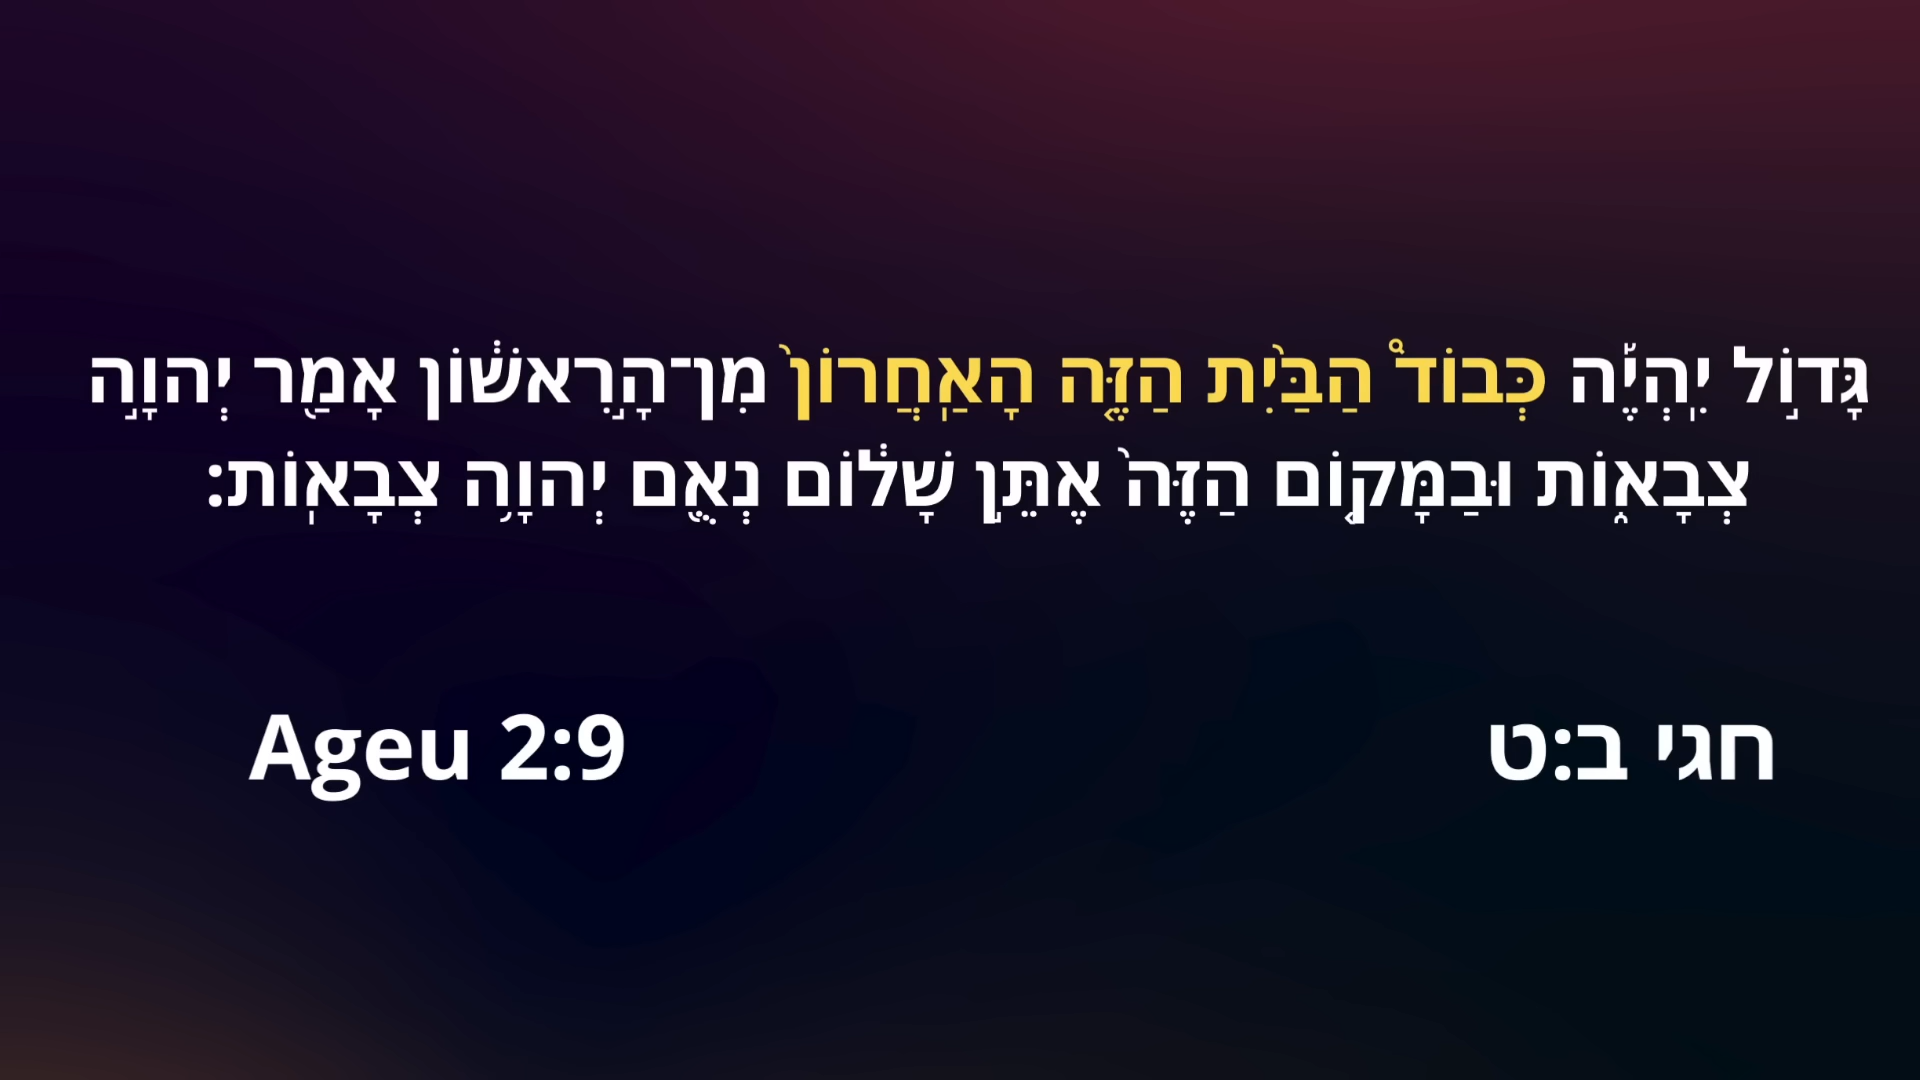 גָּד֣וֹל יִֽהְיֶ֡ה כְּבוֹד֩ הַבַּ֨יִת הַזֶּ֤ה הָאַֽחֲרוֹן֙ מִן־הָ֣רִאשׁ֔וֹן אָמַ֖ר יְהוָ֣ה
צְבָא֑וֹת וּבַמָּק֤וֹם הַזֶּה֙ אֶתֵּ֣ן שָׁל֔וֹם נְאֻ֖ם יְהוָ֥ה צְבָאֽוֹת׃
חגי ב:ט
Ageu 2:9